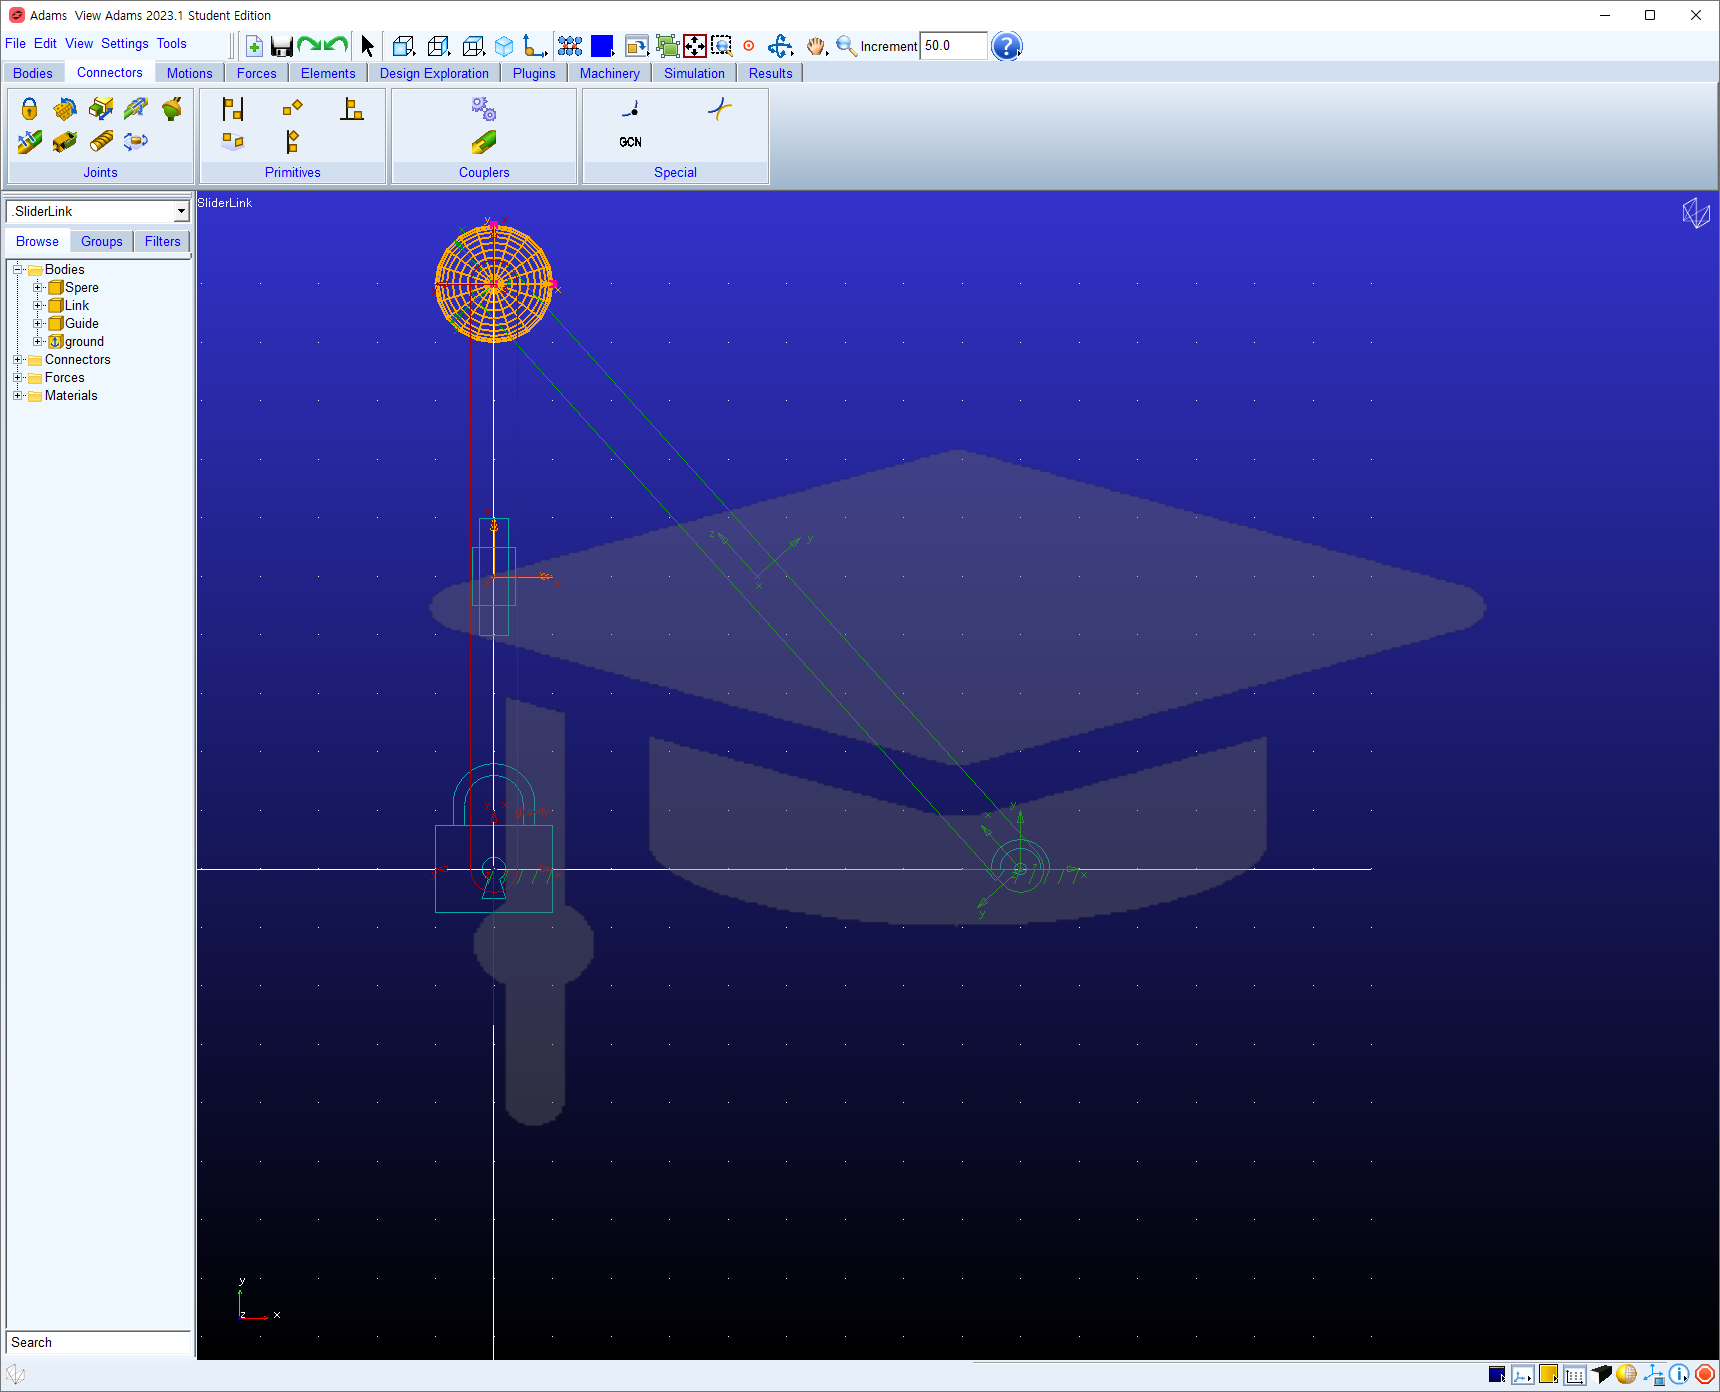 Adams View Adams 2023.1 Student Edition
File Edit View Settings Tools
Increment 50.0
Bodies Connectors Motions Forces Elements Design Exploration Plugins Machinery Simulation Results
GCN
Joints Primitives Couplers Special
.SliderLink
SliderLink
Browse Groups Filters
Bodies
Spere
Link
Guide
ground
Connectors
Forces
Materials
y
x
z y
x
y
x
x
y
y
z x
Search